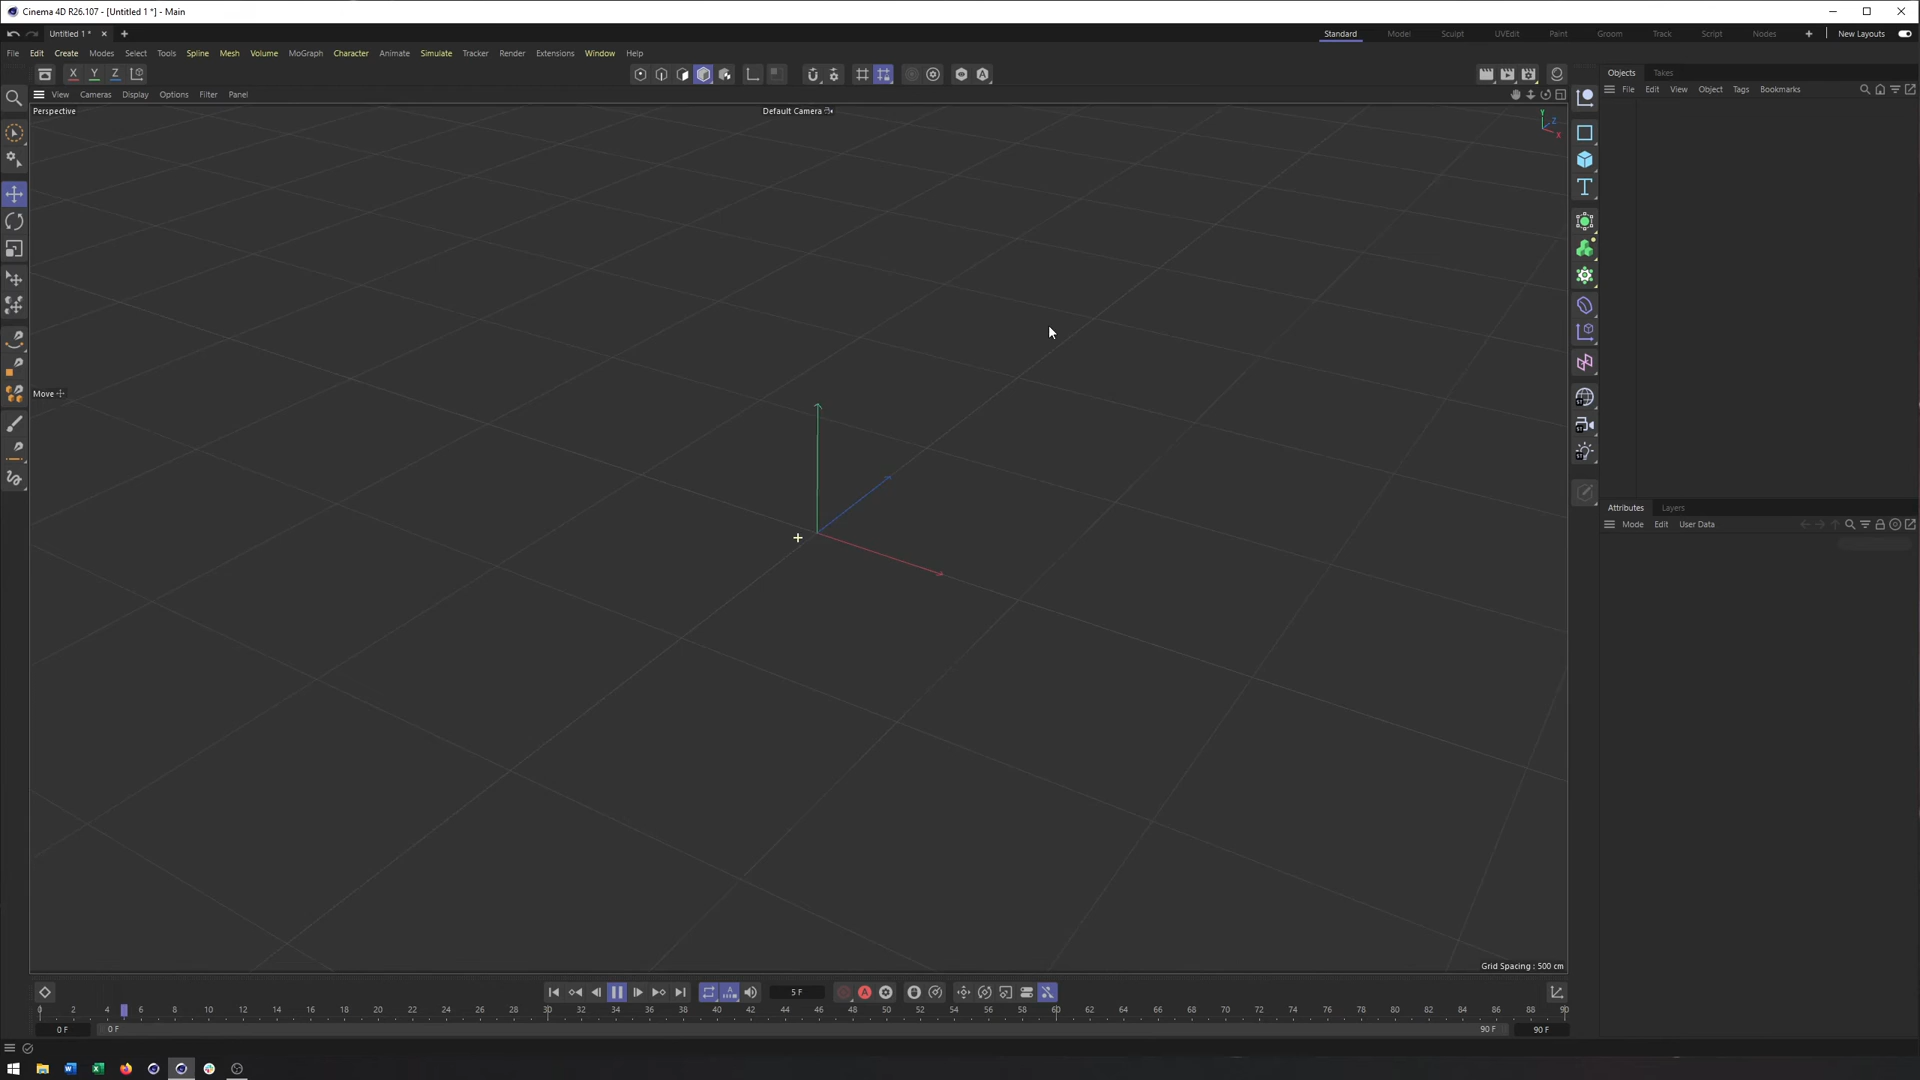 Cinema 4D R26.107 - [Untitled 1 *] - Main
Untitled 1 *
Standard Model Sculpt UVEdit Paint Groom Track Script Nodes New Layouts
File Edit Create Modes Select Tools Spline Mesh Volume MoGraph Character Animate Simulate Tracker Render Extensions Window Help
X Y Z
Objects Takes
View Cameras Display Options Filter Panel
File Edit View Object Tags Bookmarks
Perspective
Default Camera
Y
Z
X
Move
Attributes Layers
Mode Edit User Data
Grid Spacing : 500 cm
5 F
0 2 4 6 8 10 12 14 16 18 20 22 24 26 28 30 32 34 36 38 40 42 44 46 48 50 52 54 56 58 60 62 64 66 68 70 72 74 76 78 80 82 84 86 88 90
0 F 0 F 90 F 90 F